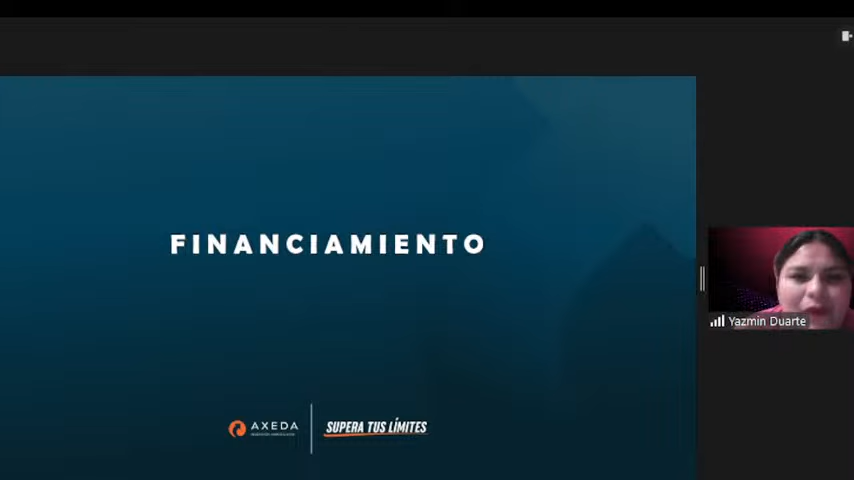 FINANCIAMIENTO
Yazmin Duarte
AXEDA
SUPERA TUS LÍMITES